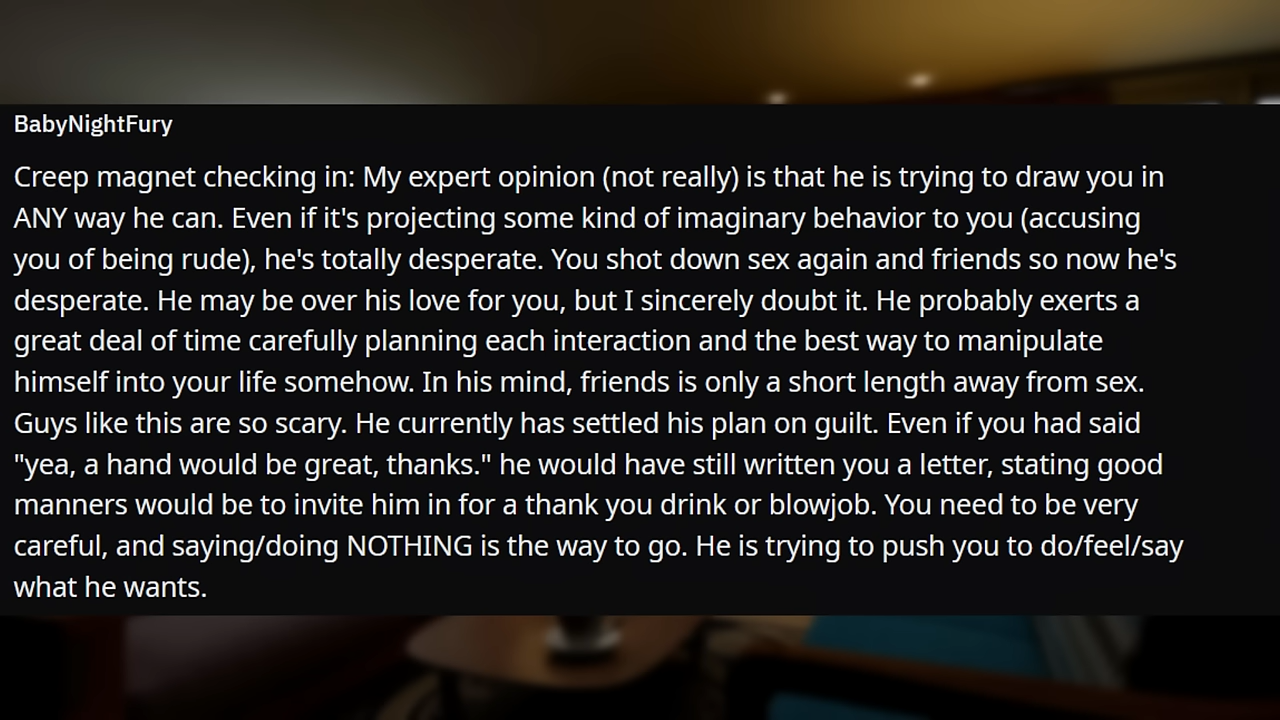 BabyNightFury
Creep magnet checking in: My expert opinion (not really) is that he is trying to draw you in
ANY way he can. Even if it's projecting some kind of imaginary behavior to you (accusing
you of being rude), he's totally desperate. You shot down sex again and friends so now he's
desperate. He may be over his love for you, but I sincerely doubt it. He probably exerts a
great deal of time carefully planning each interaction and the best way to manipulate
himself into your life somehow. In his mind, friends is only a short length away from sex.
Guys like this are so scary. He currently has settled his plan on guilt. Even if you had said
"yea, a hand would be great, thanks." he would have still written you a letter, stating good
manners would be to invite him in for a thank you drink or blowjob. You need to be very
careful, and saying/doing NOTHING is the way to go. He is trying to push you to do/feel/say
what he wants.